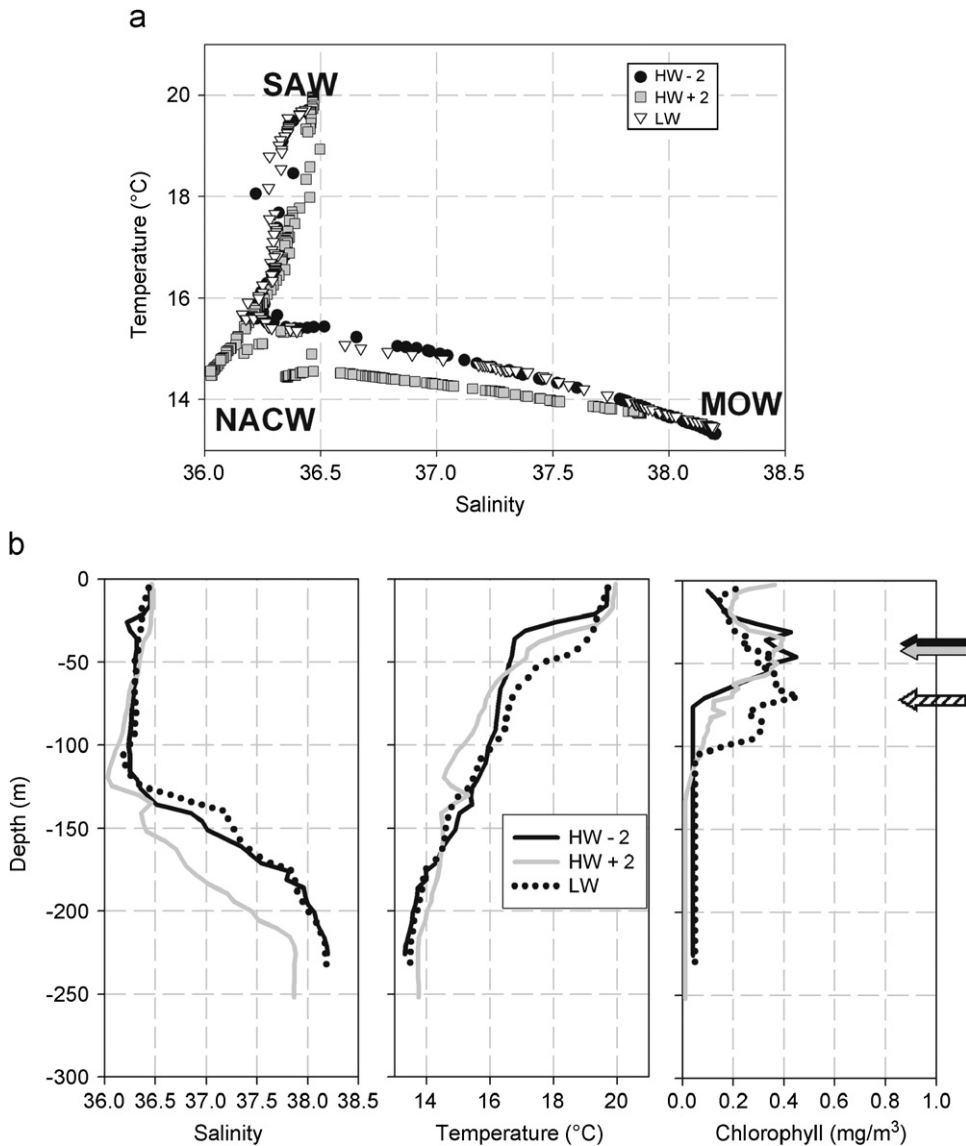 a
SAW
HW - 2
HW + 2
LW
NACW
MOW
Temperature (°C)
20
18
16
14
36.0 36.5 37.0 37.5 38.0 38.5
Salinity
b
Depth (m)
0
-50
-100
-150
-200
-250
-300
HW - 2
HW + 2
LW
36.0 36.5 37.0 37.5 38.0 38.5
14 16 18 20
0.0 0.2 0.4 0.6 0.8 1.0
Salinity
Temperature (°C)
Chlorophyll (mg/m³)